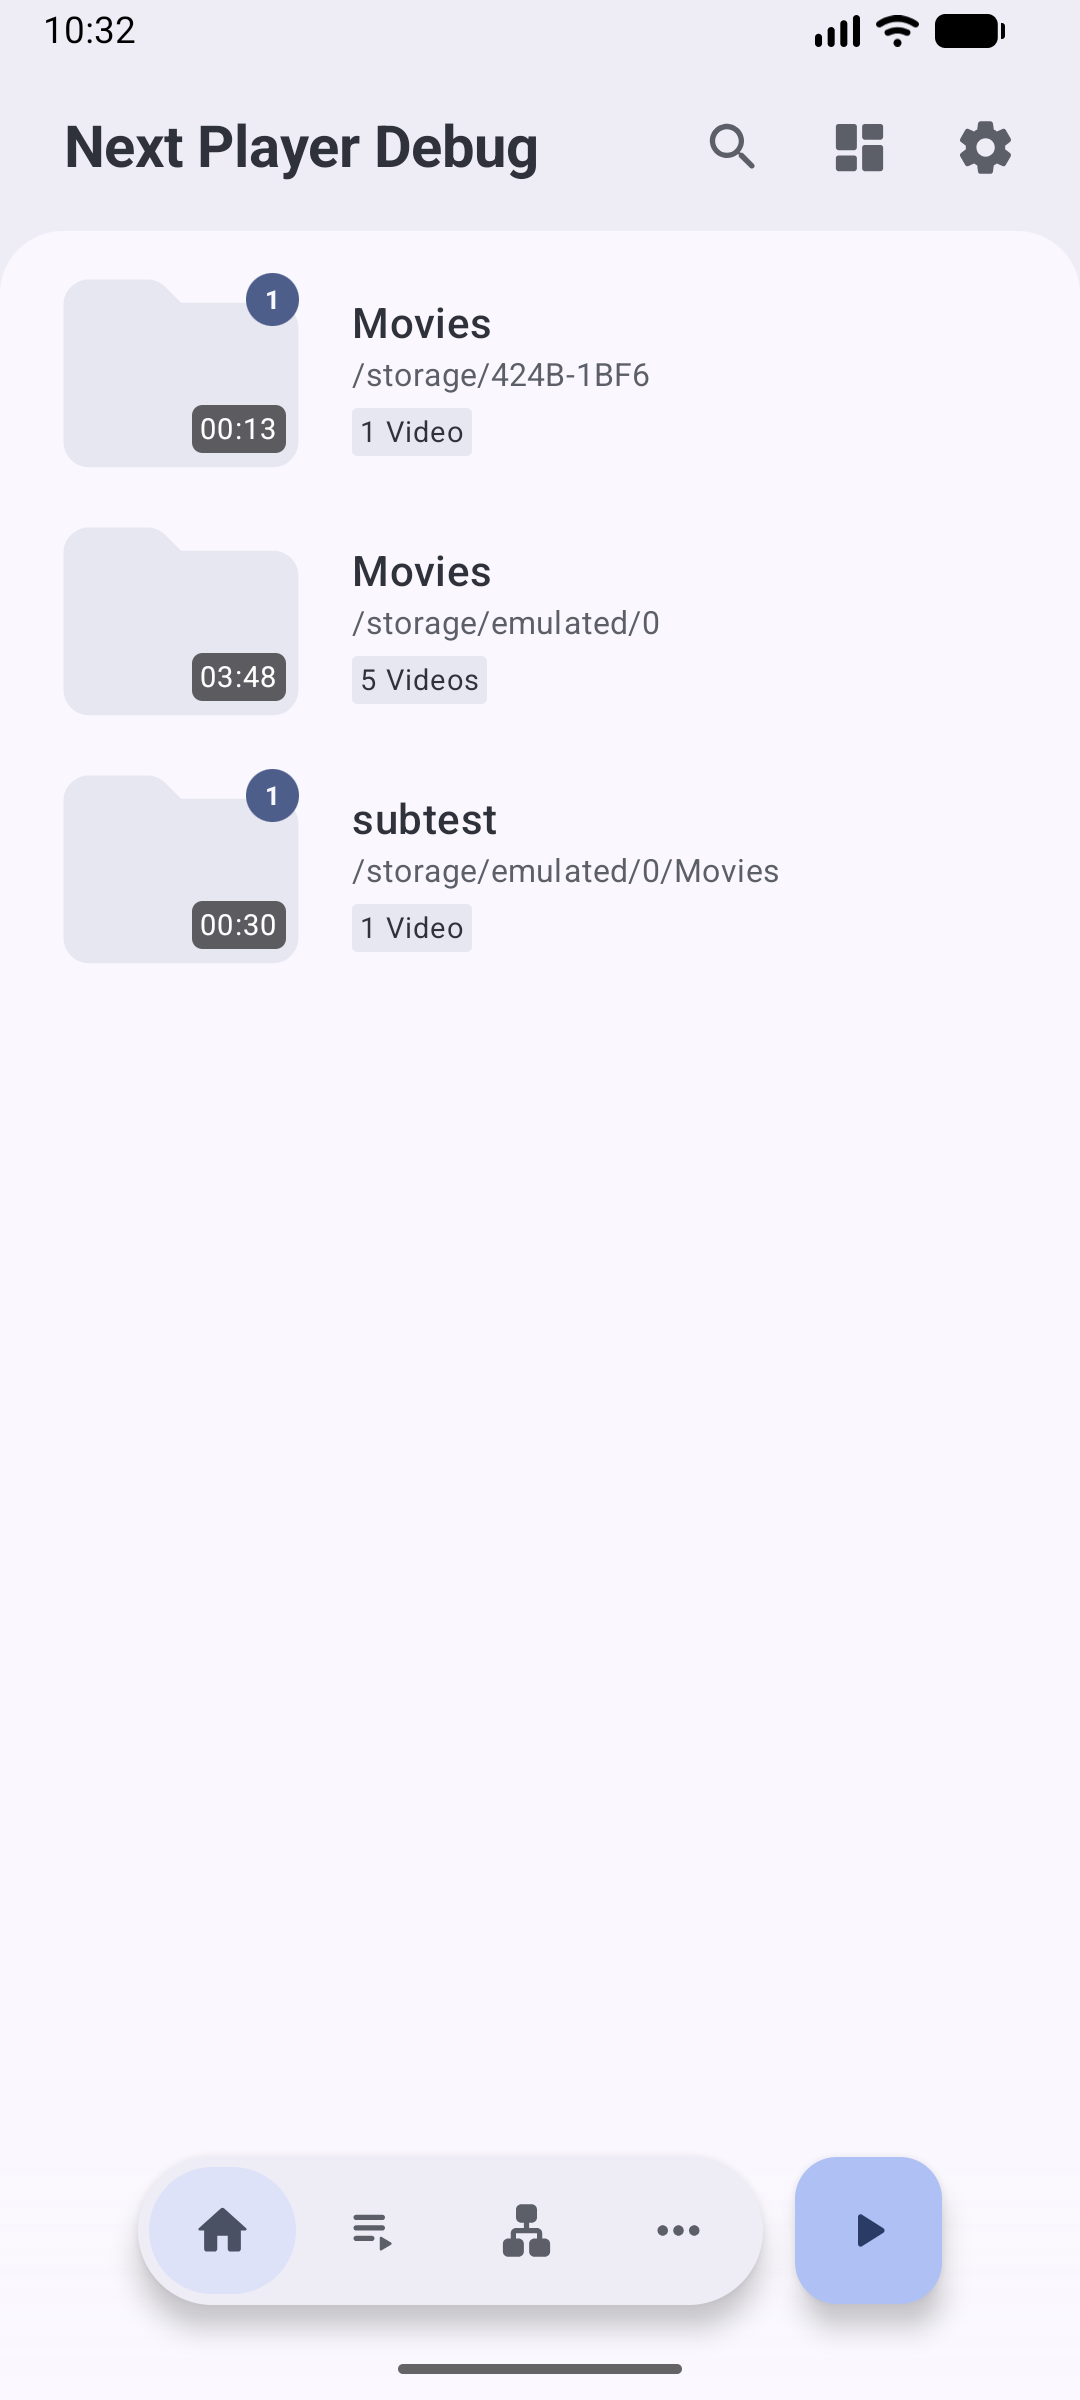 10:32
Next Player Debug
1
00:13
Movies
/storage/424B-1BF6
1 Video
03:48
Movies
/storage/emulated/0
5 Videos
1
00:30
subtest
/storage/emulated/0/Movies
1 Video